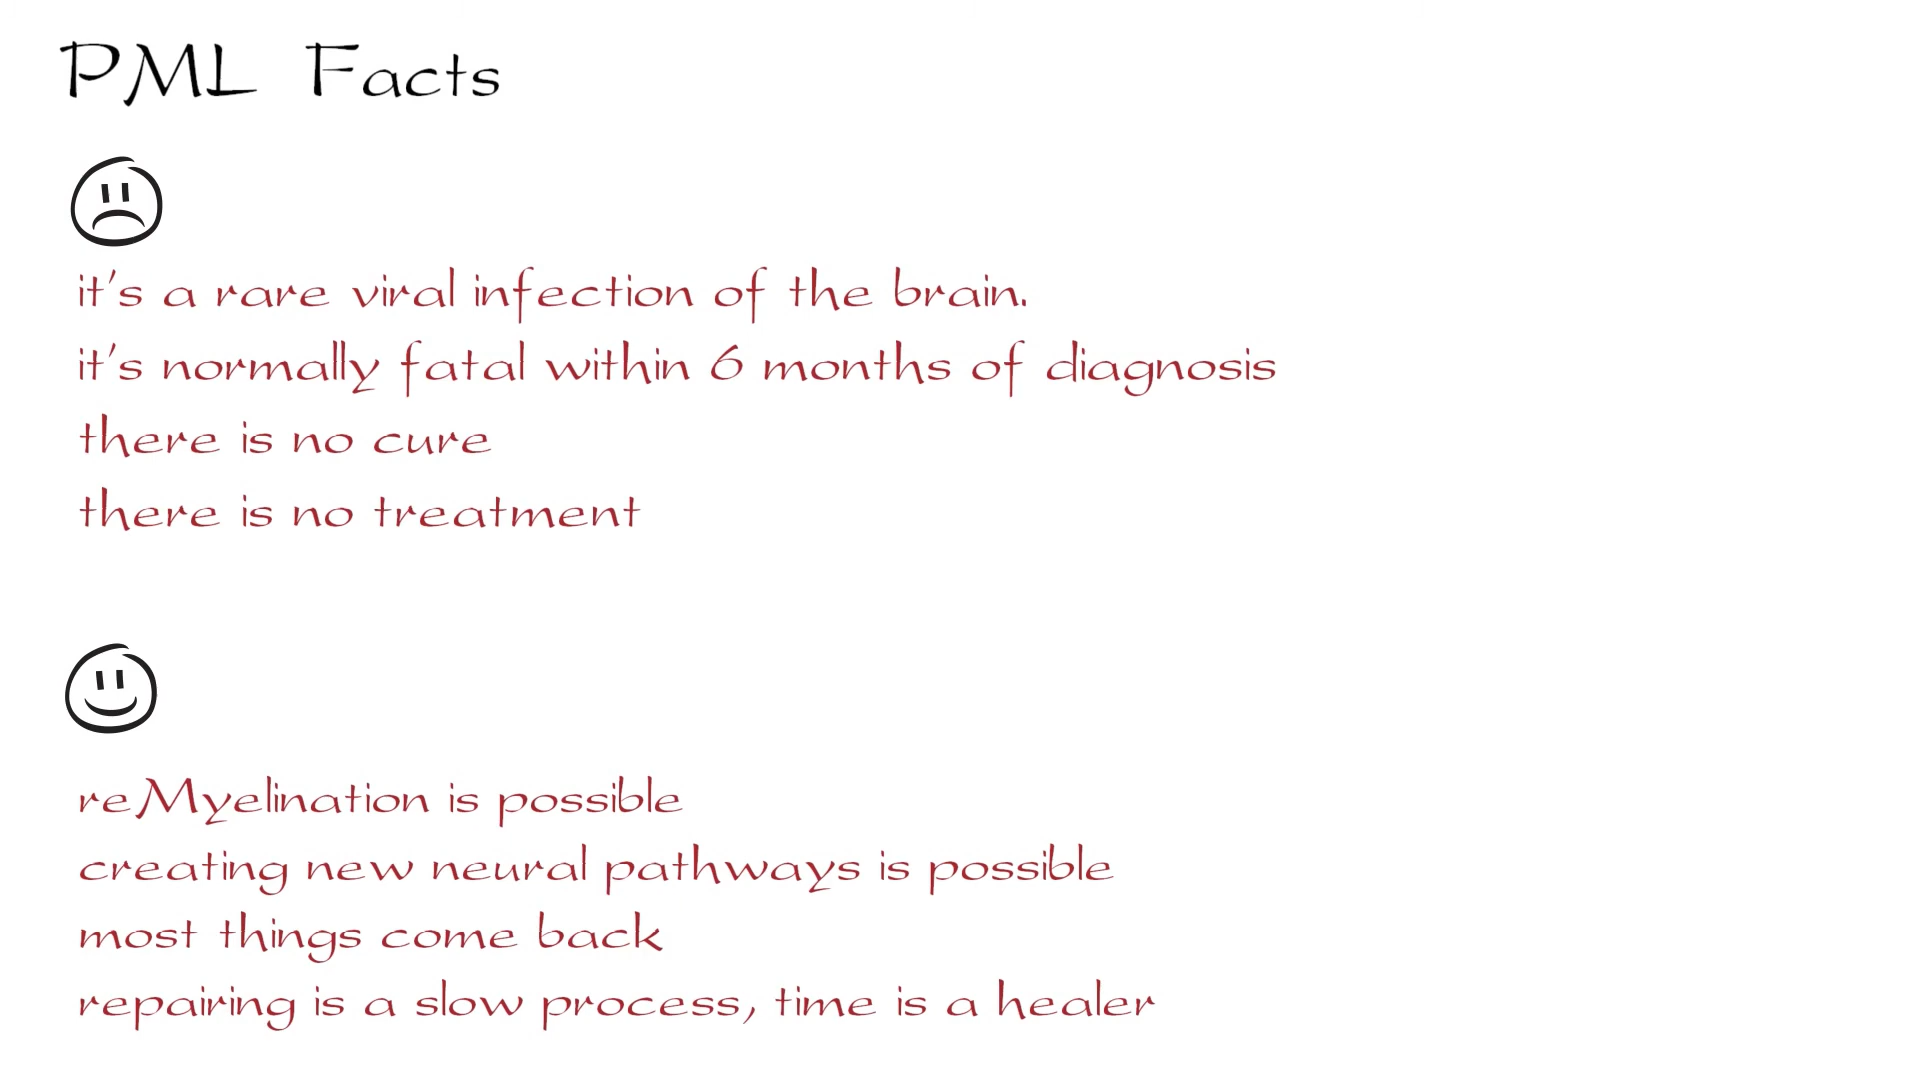 PML Facts
it's a rare viral infection of the brain.
it's normally fatal within 6 months of diagnosis
there is no cure
there is no treatment
reMyelination is possible
creating new neural pathways is possible
most things come back
repairing is a slow process, time is a healer